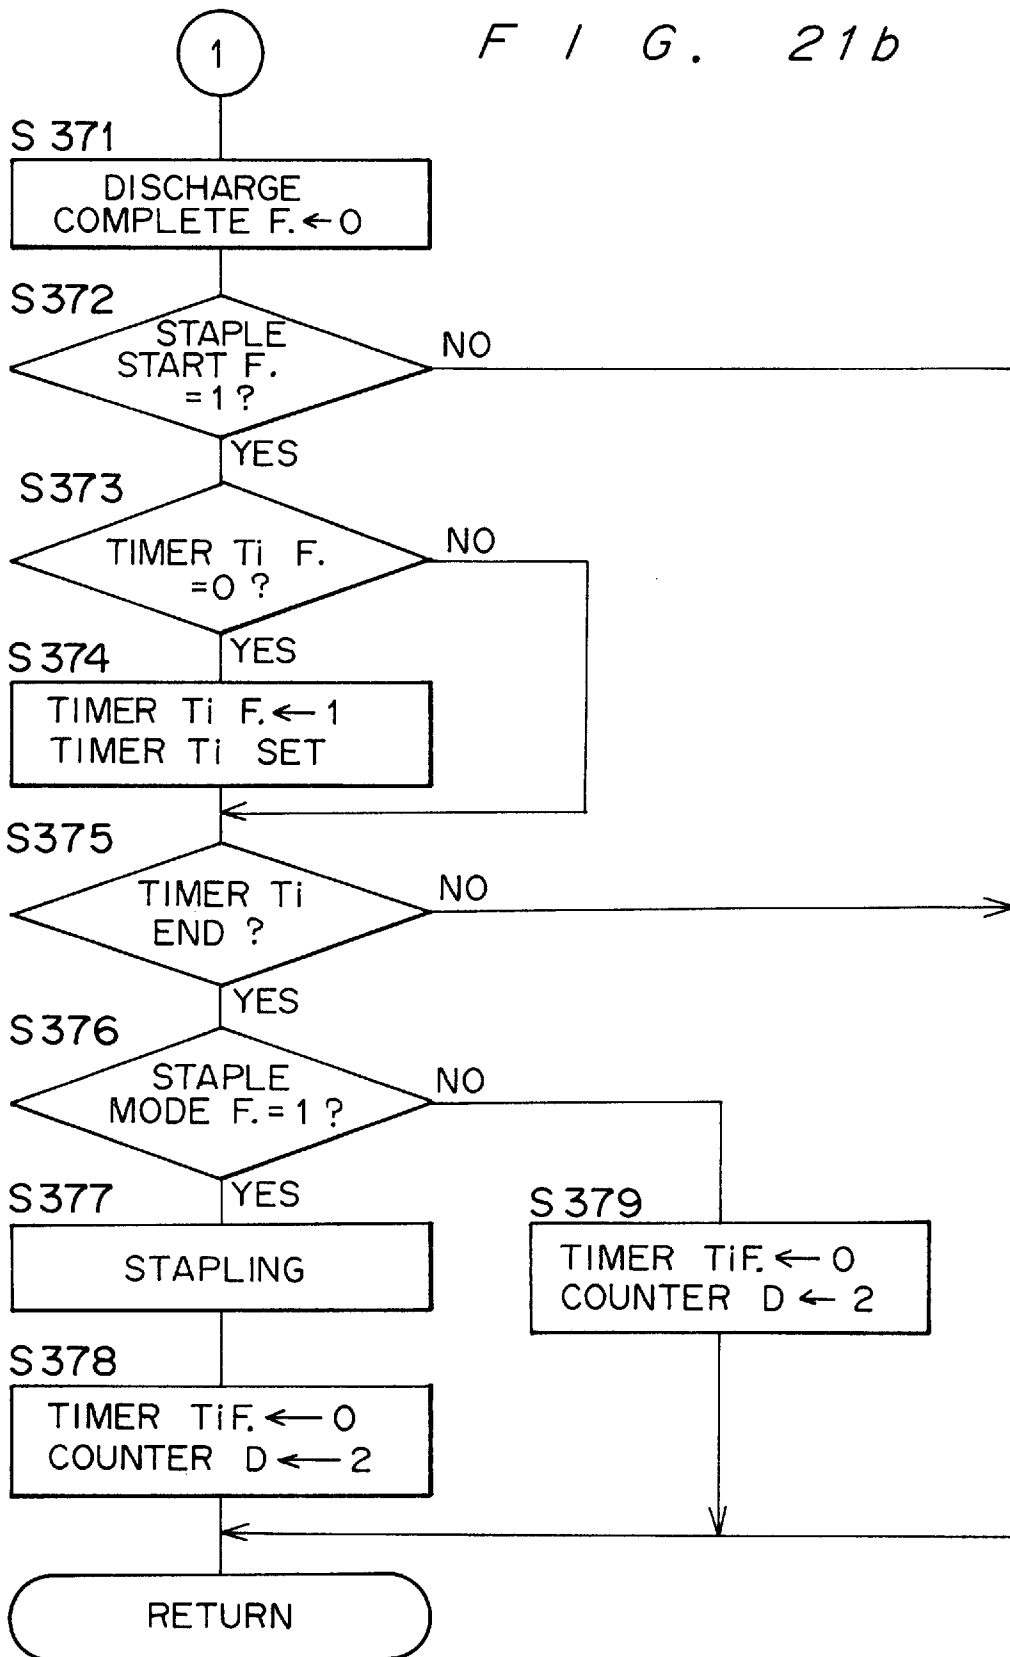 F I G. 21b
1
S371
DISCHARGE
COMPLETE F.←0
S372
STAPLE
START F.
=1?
NO
YES
S373
TIMER Ti F.
=0?
NO
YES
S374
TIMER Ti F.←1
TIMER Ti SET
S375
TIMER Ti
END ?
NO
YES
S376
STAPLE
MODE F.=1?
NO
YES
S377
STAPLING
S379
TIMER TiF.←0
COUNTER D←2
S378
TIMER TiF.←0
COUNTER D←2
RETURN